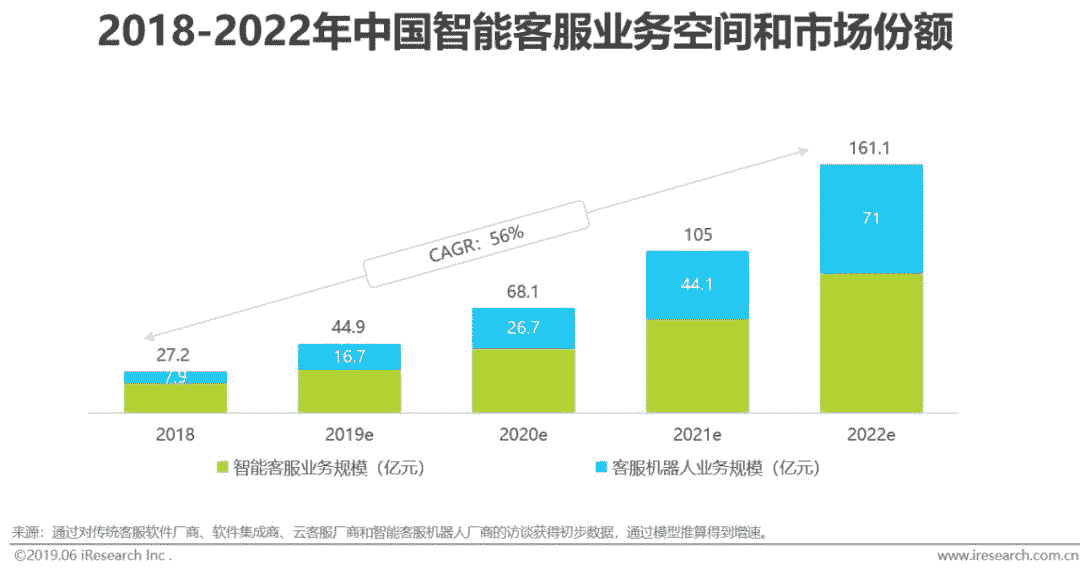 2018-2022年中国智能客服业务空间和市场份额
161.1
71
CAGR：56%
105
44.1
68.1
26.7
44.9
16.7
27.2
7.9
2018 2019e 2020e 2021e 2022e
智能客服业务规模（亿元） 客服机器人业务规模（亿元）
来源：通过对传统客服软件厂商、软件集成商、云客服厂商和智能客服机器人厂商的访谈获得初步数据，通过模型推算得到增速。
©2019.06 iResearch Inc . www.iresearch.com.cn